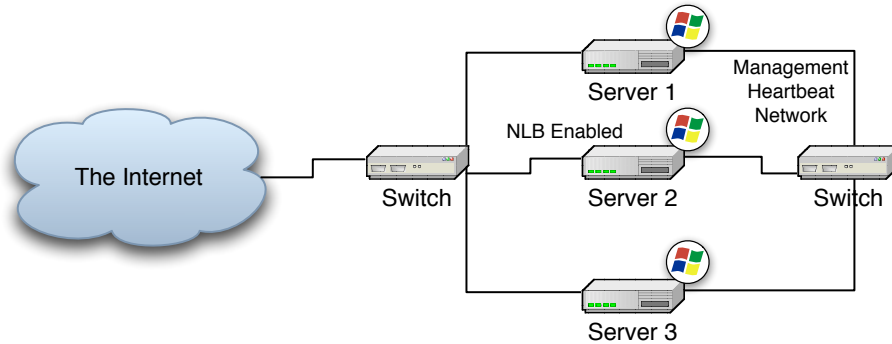 Server 1
Management
Heartbeat
Network
NLB Enabled
The Internet
Switch
Server 2
Switch
Server 3